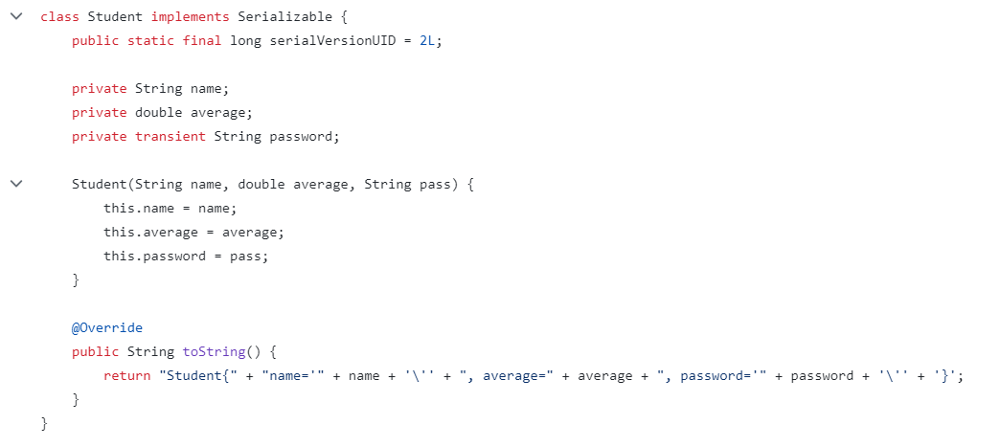 class Student implements Serializable {
public static final long serialVersionUID = 2L;
private String name;
private double average;
private transient String password;
Student(String name, double average, String pass) {
this.name = name;
this.average = average;
this.password = pass;
}
@Override
public String toString() {
return "Student{" + "name='" + name + '\'' + ", average=" + average + ", password='" + password + '\'' + '}';
}
}